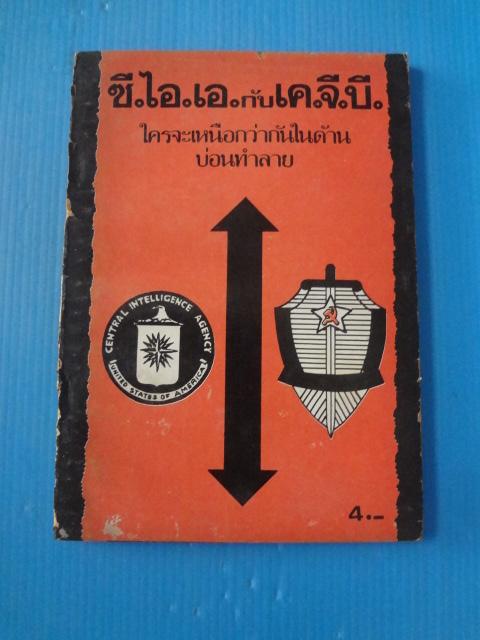 ซี.ไอ.เอ.กับเค.จี.บี.
ใครจะเหนือกว่ากันในด้าน
บ่อนทำลาย
CENTRAL INTELLIGENCE AGENCY
UNITED STATES OF AMERICA
4.–